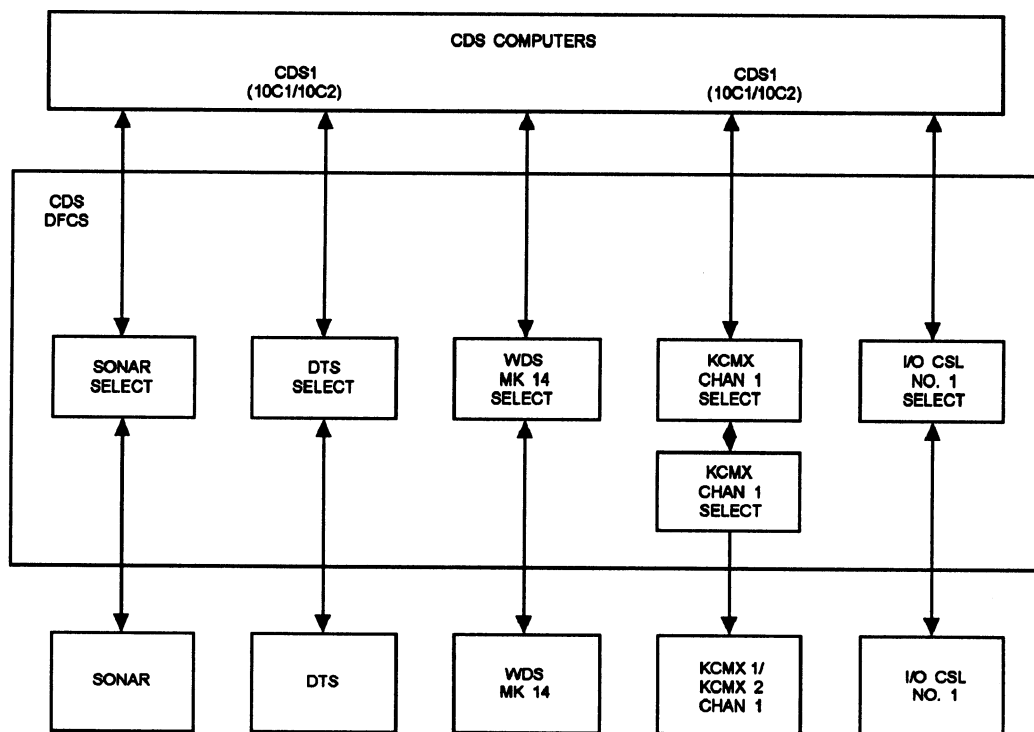 CDS COMPUTERS
CDS1
(10C1/10C2)
CDS1
(10C1/10C2)
CDS
DFCS
SONAR
SELECT
DTS
SELECT
WDS
MK 14
SELECT
KCMX
CHAN 1
SELECT
I/O CSL
NO. 1
SELECT
KCMX
CHAN 1
SELECT
SONAR
DTS
WDS
MK 14
KCMX 1/
KCMX 2
CHAN 1
I/O CSL
NO. 1